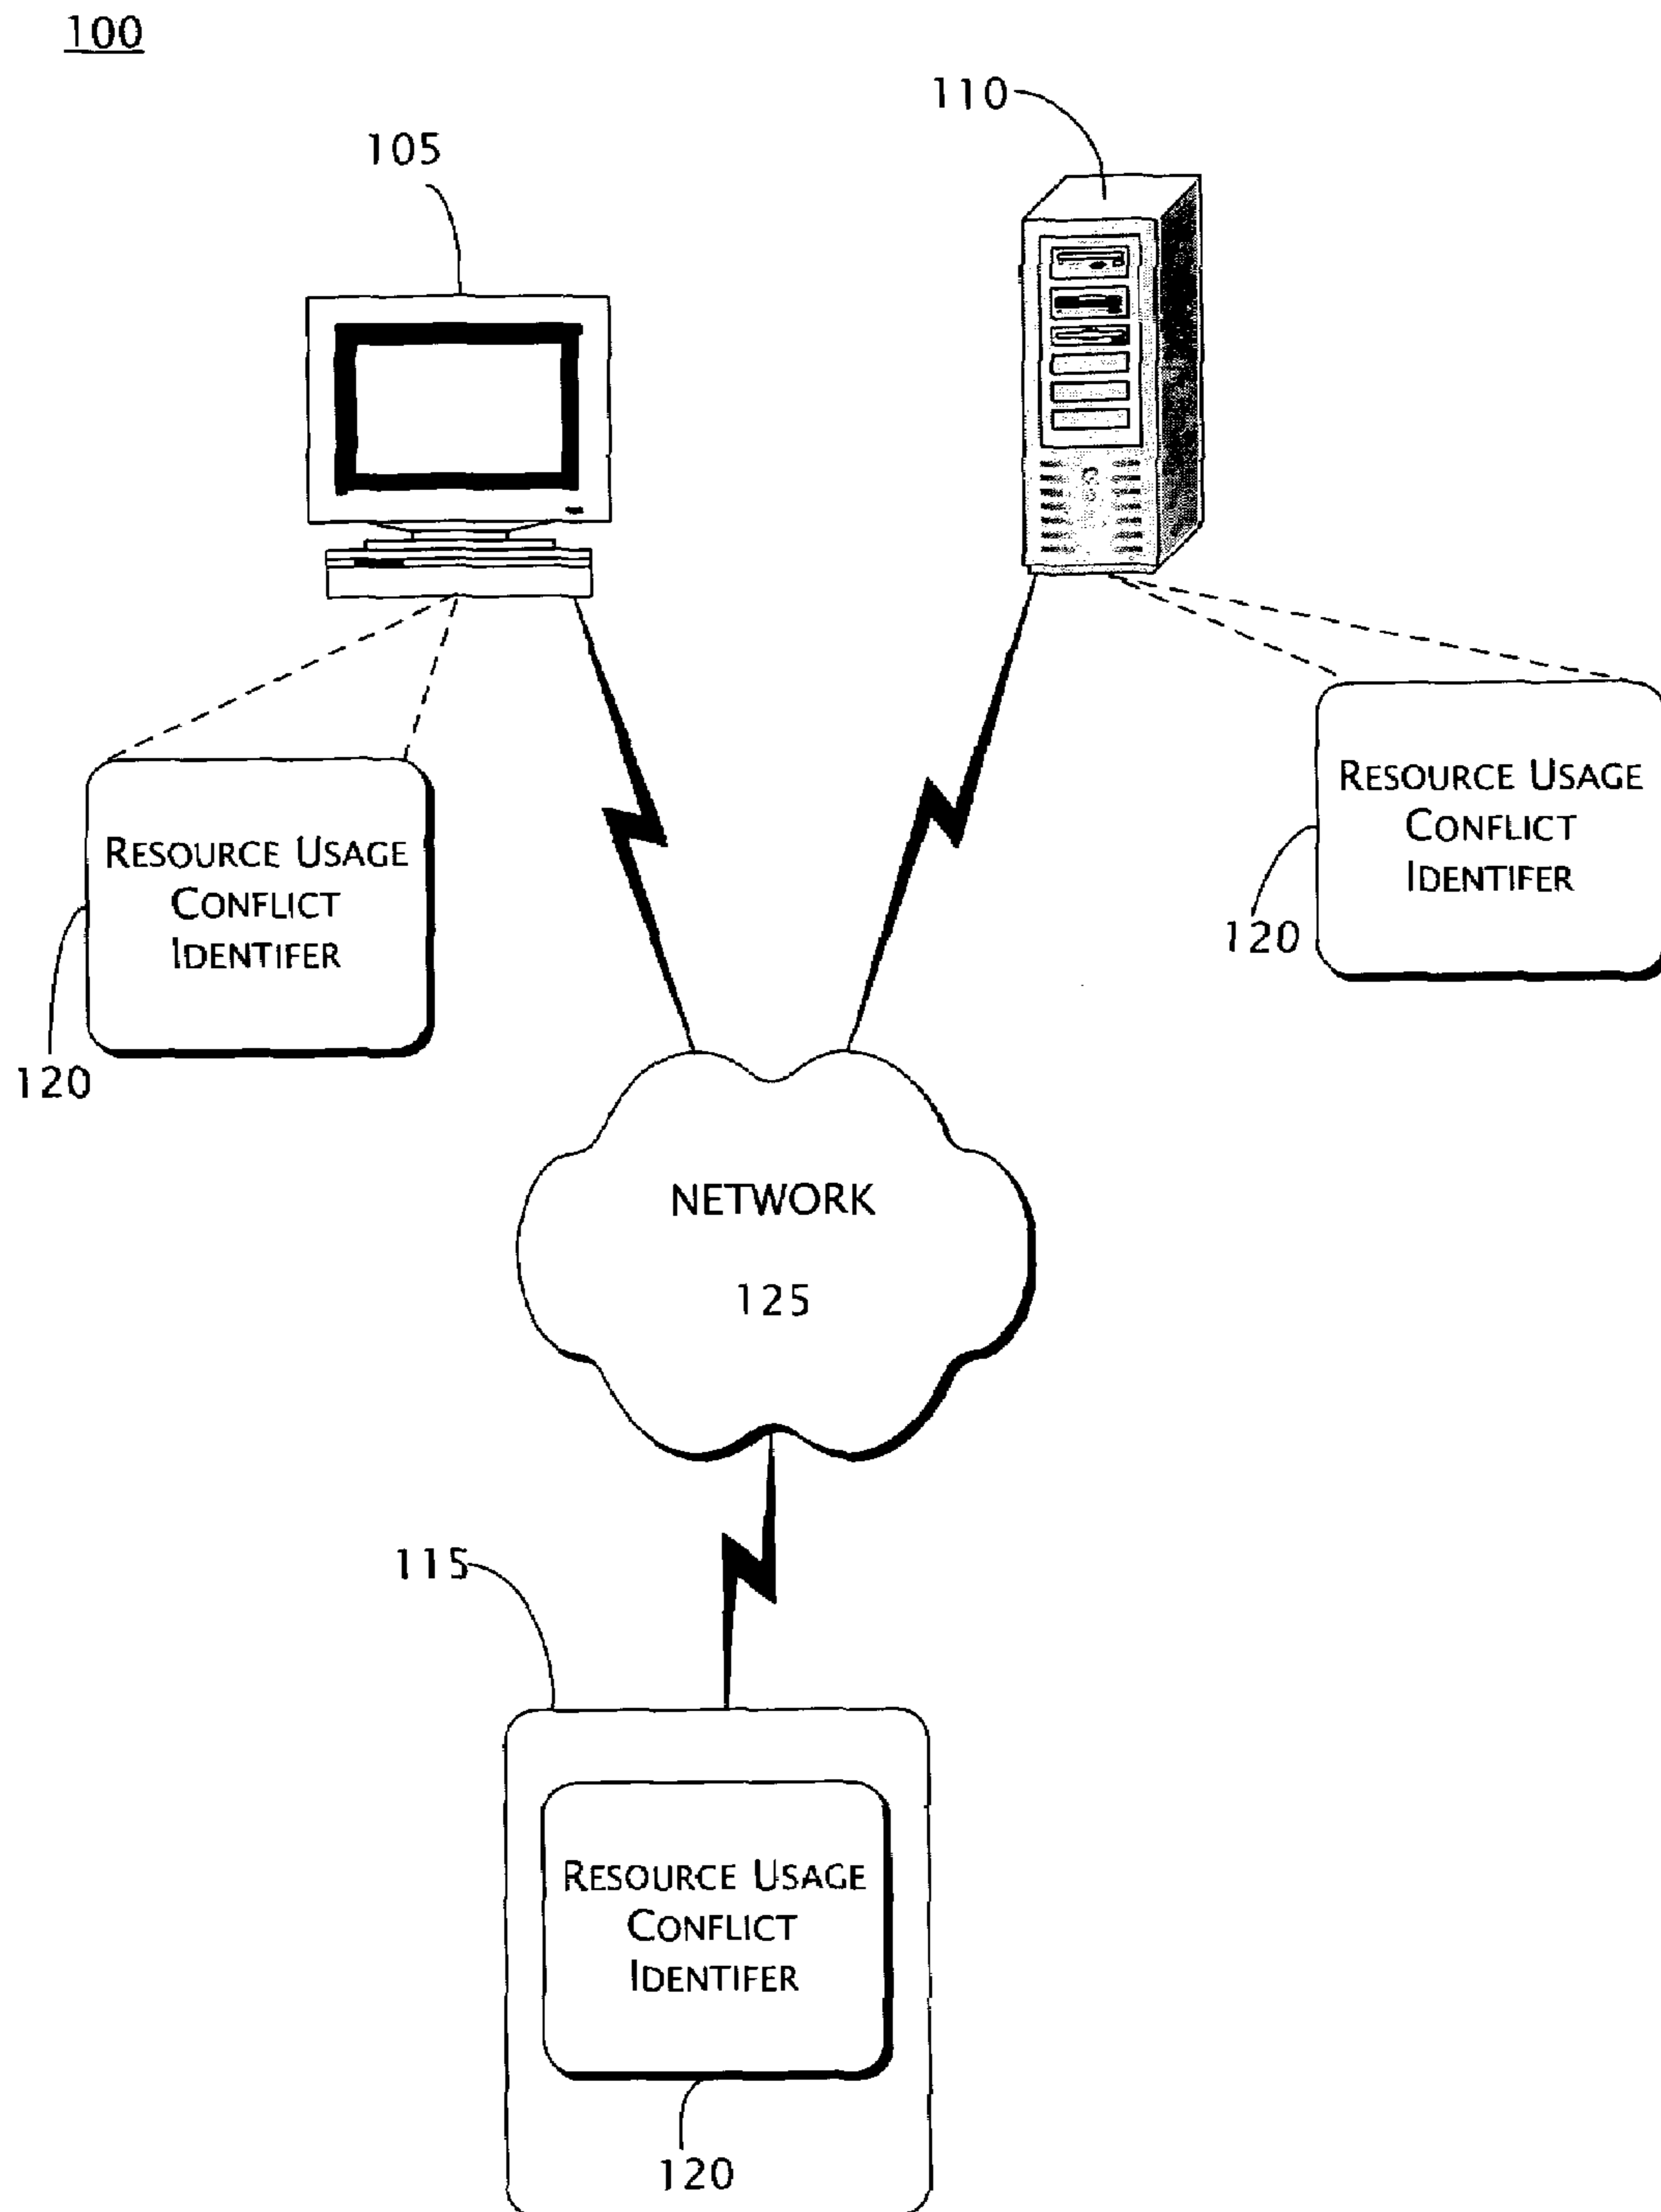 100
110
105
RESOURCE USAGE
CONFLICT
IDENTIFER
120
RESOURCE USAGE
CONFLICT
IDENTIFER
120
NETWORK
125
115
RESOURCE USAGE
CONFLICT
IDENTIFER
120